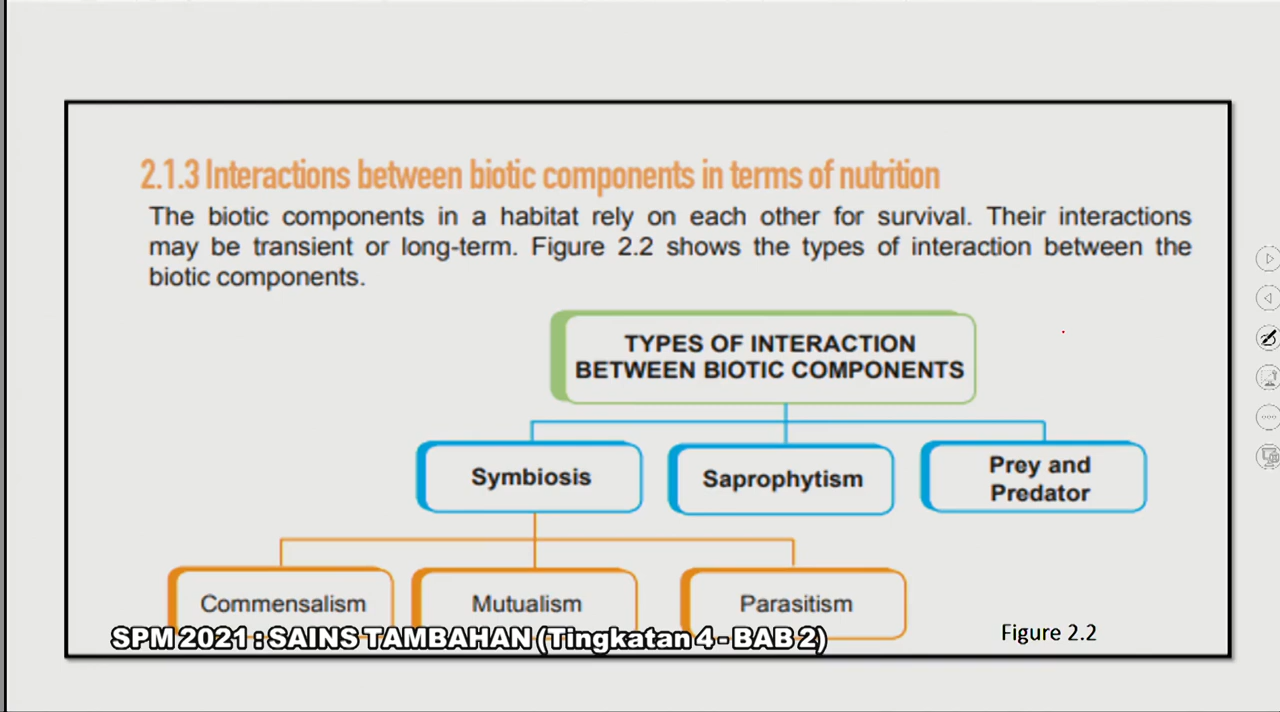 2.1.3 Interactions between biotic components in terms of nutrition
The biotic components in a habitat rely on each other for survival. Their interactions
may be transient or long-term. Figure 2.2 shows the types of interaction between the
biotic components.
TYPES OF INTERACTION
BETWEEN BIOTIC COMPONENTS
Symbiosis
Saprophytism
Prey and
Predator
Commensalism
Mutualism
Parasitism
Figure 2.2
SPM 2021 : SAINS TAMBAHAN (Tingkatan 4 - BAB 2)